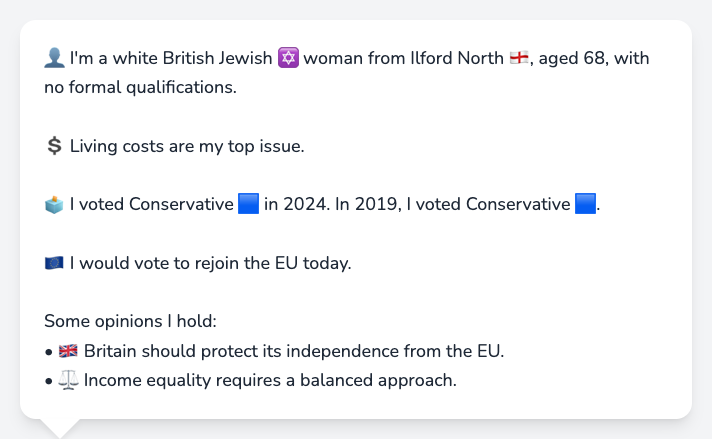 👤 I'm a white British Jewish 🔯 woman from Ilford North 🏴󠁧󠁢󠁥󠁮󠁧󠁿, aged 68, with
no formal qualifications.
💲 Living costs are my top issue.
🗳️ I voted Conservative 🟦 in 2024. In 2019, I voted Conservative 🟦.
🇪🇺 I would vote to rejoin the EU today.
Some opinions I hold:
• 🇬🇧 Britain should protect its independence from the EU.
• ⚖️ Income equality requires a balanced approach.